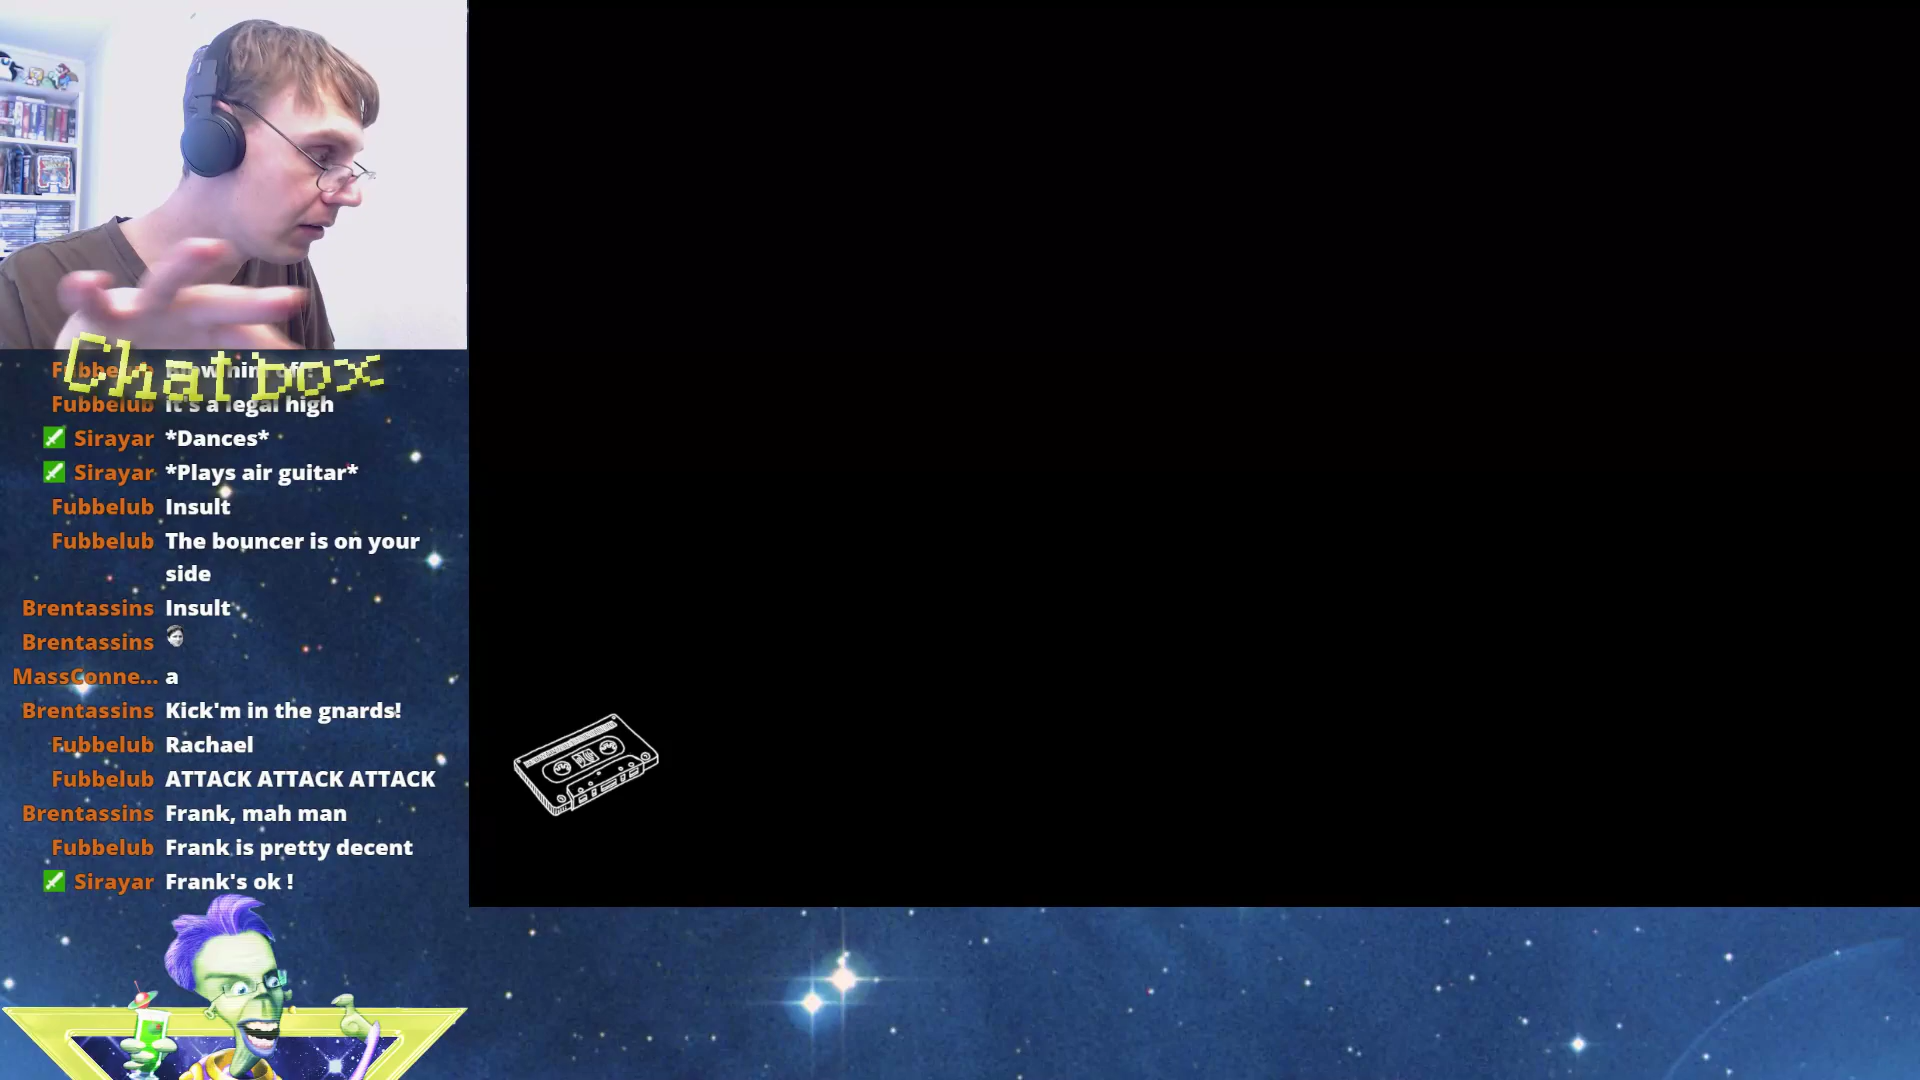 Chatbox
Fubbelub
Fubbelub it's a legal high
Sirayar *Dances*
Sirayar *Plays air guitar*
Fubbelub Insult
Fubbelub The bouncer is on your
side
Brentassins Insult
Brentassins
MassConne... a
Brentassins Kick'm in the gnards!
Fubbelub Rachael
Fubbelub ATTACK ATTACK ATTACK
Brentassins Frank, mah man
Fubbelub Frank is pretty decent
Sirayar Frank's ok !